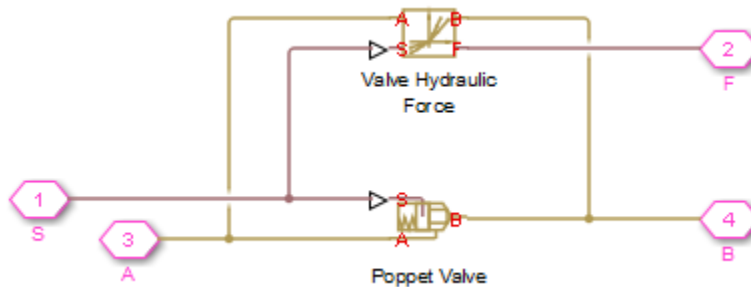 A B
S F
Valve Hydraulic
Force
2
F
1
S
S
B
A
3
A
4
B
Poppet Valve